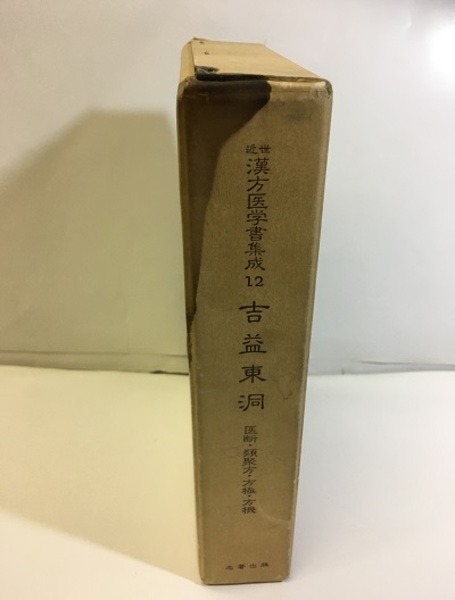 近世
漢方医学書集成
12
吉益東洞
医断・類聚方・方極・方機
名著出版